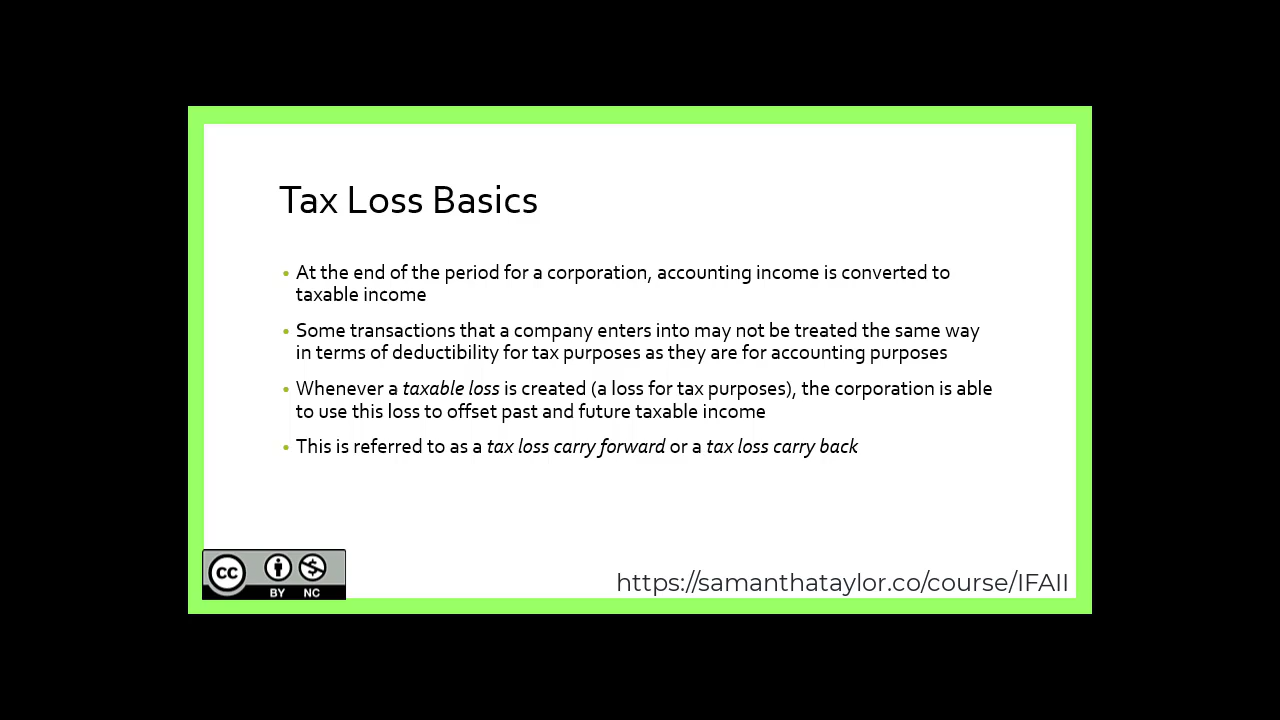 Tax Loss Basics
• At the end of the period for a corporation, accounting income is converted to
taxable income
• Some transactions that a company enters into may not be treated the same way
in terms of deductibility for tax purposes as they are for accounting purposes
• Whenever a taxable loss is created (a loss for tax purposes), the corporation is able
to use this loss to offset past and future taxable income
• This is referred to as a tax loss carry forward or a tax loss carry back
cc
BY NC
https://samanthataylor.co/course/IFAII